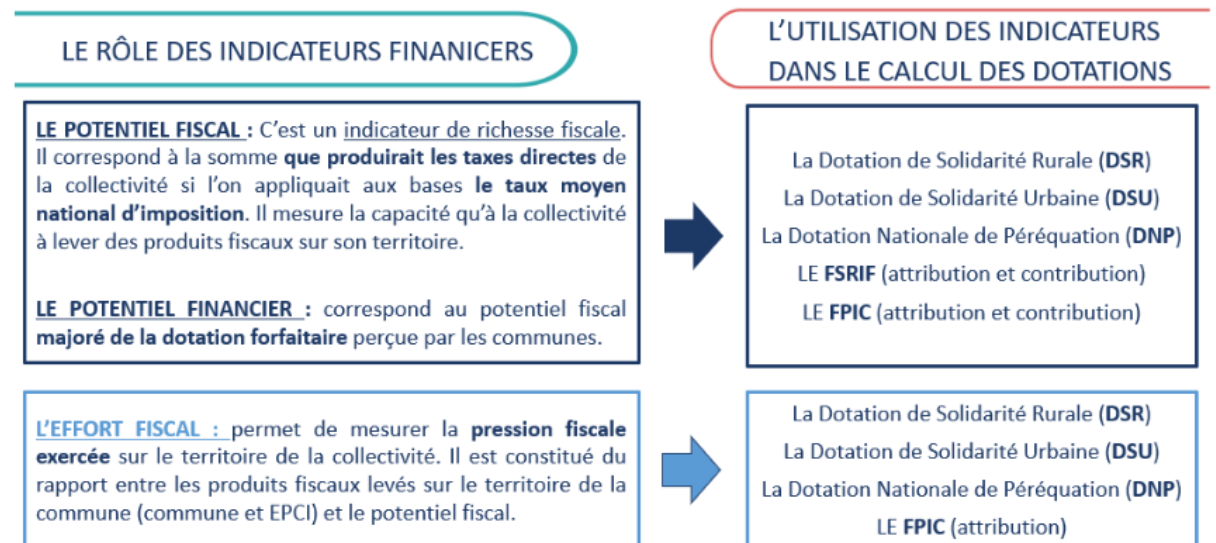 LE RÔLE DES INDICATEURS FINANICERS
L'UTILISATION DES INDICATEURS
DANS LE CALCUL DES DOTATIONS
LE POTENTIEL FISCAL : C'est un indicateur de richesse fiscale.
Il correspond à la somme que produirait les taxes directes de
la collectivité si l'on appliquait aux bases le taux moyen
national d'imposition. Il mesure la capacité qu'à la collectivité
à lever des produits fiscaux sur son territoire.
LE POTENTIEL FINANCIER : correspond au potentiel fiscal
majoré de la dotation forfaitaire perçue par les communes.
La Dotation de Solidarité Rurale (DSR)
La Dotation de Solidarité Urbaine (DSU)
La Dotation Nationale de Péréquation (DNP)
LE FSRIF (attribution et contribution)
LE FPIC (attribution et contribution)
L'EFFORT FISCAL : permet de mesurer la pression fiscale
exercée sur le territoire de la collectivité. Il est constitué du
rapport entre les produits fiscaux levés sur le territoire de la
commune (commune et EPCI) et le potentiel fiscal.
La Dotation de Solidarité Rurale (DSR)
La Dotation de Solidarité Urbaine (DSU)
La Dotation Nationale de Péréquation (DNP)
LE FPIC (attribution)